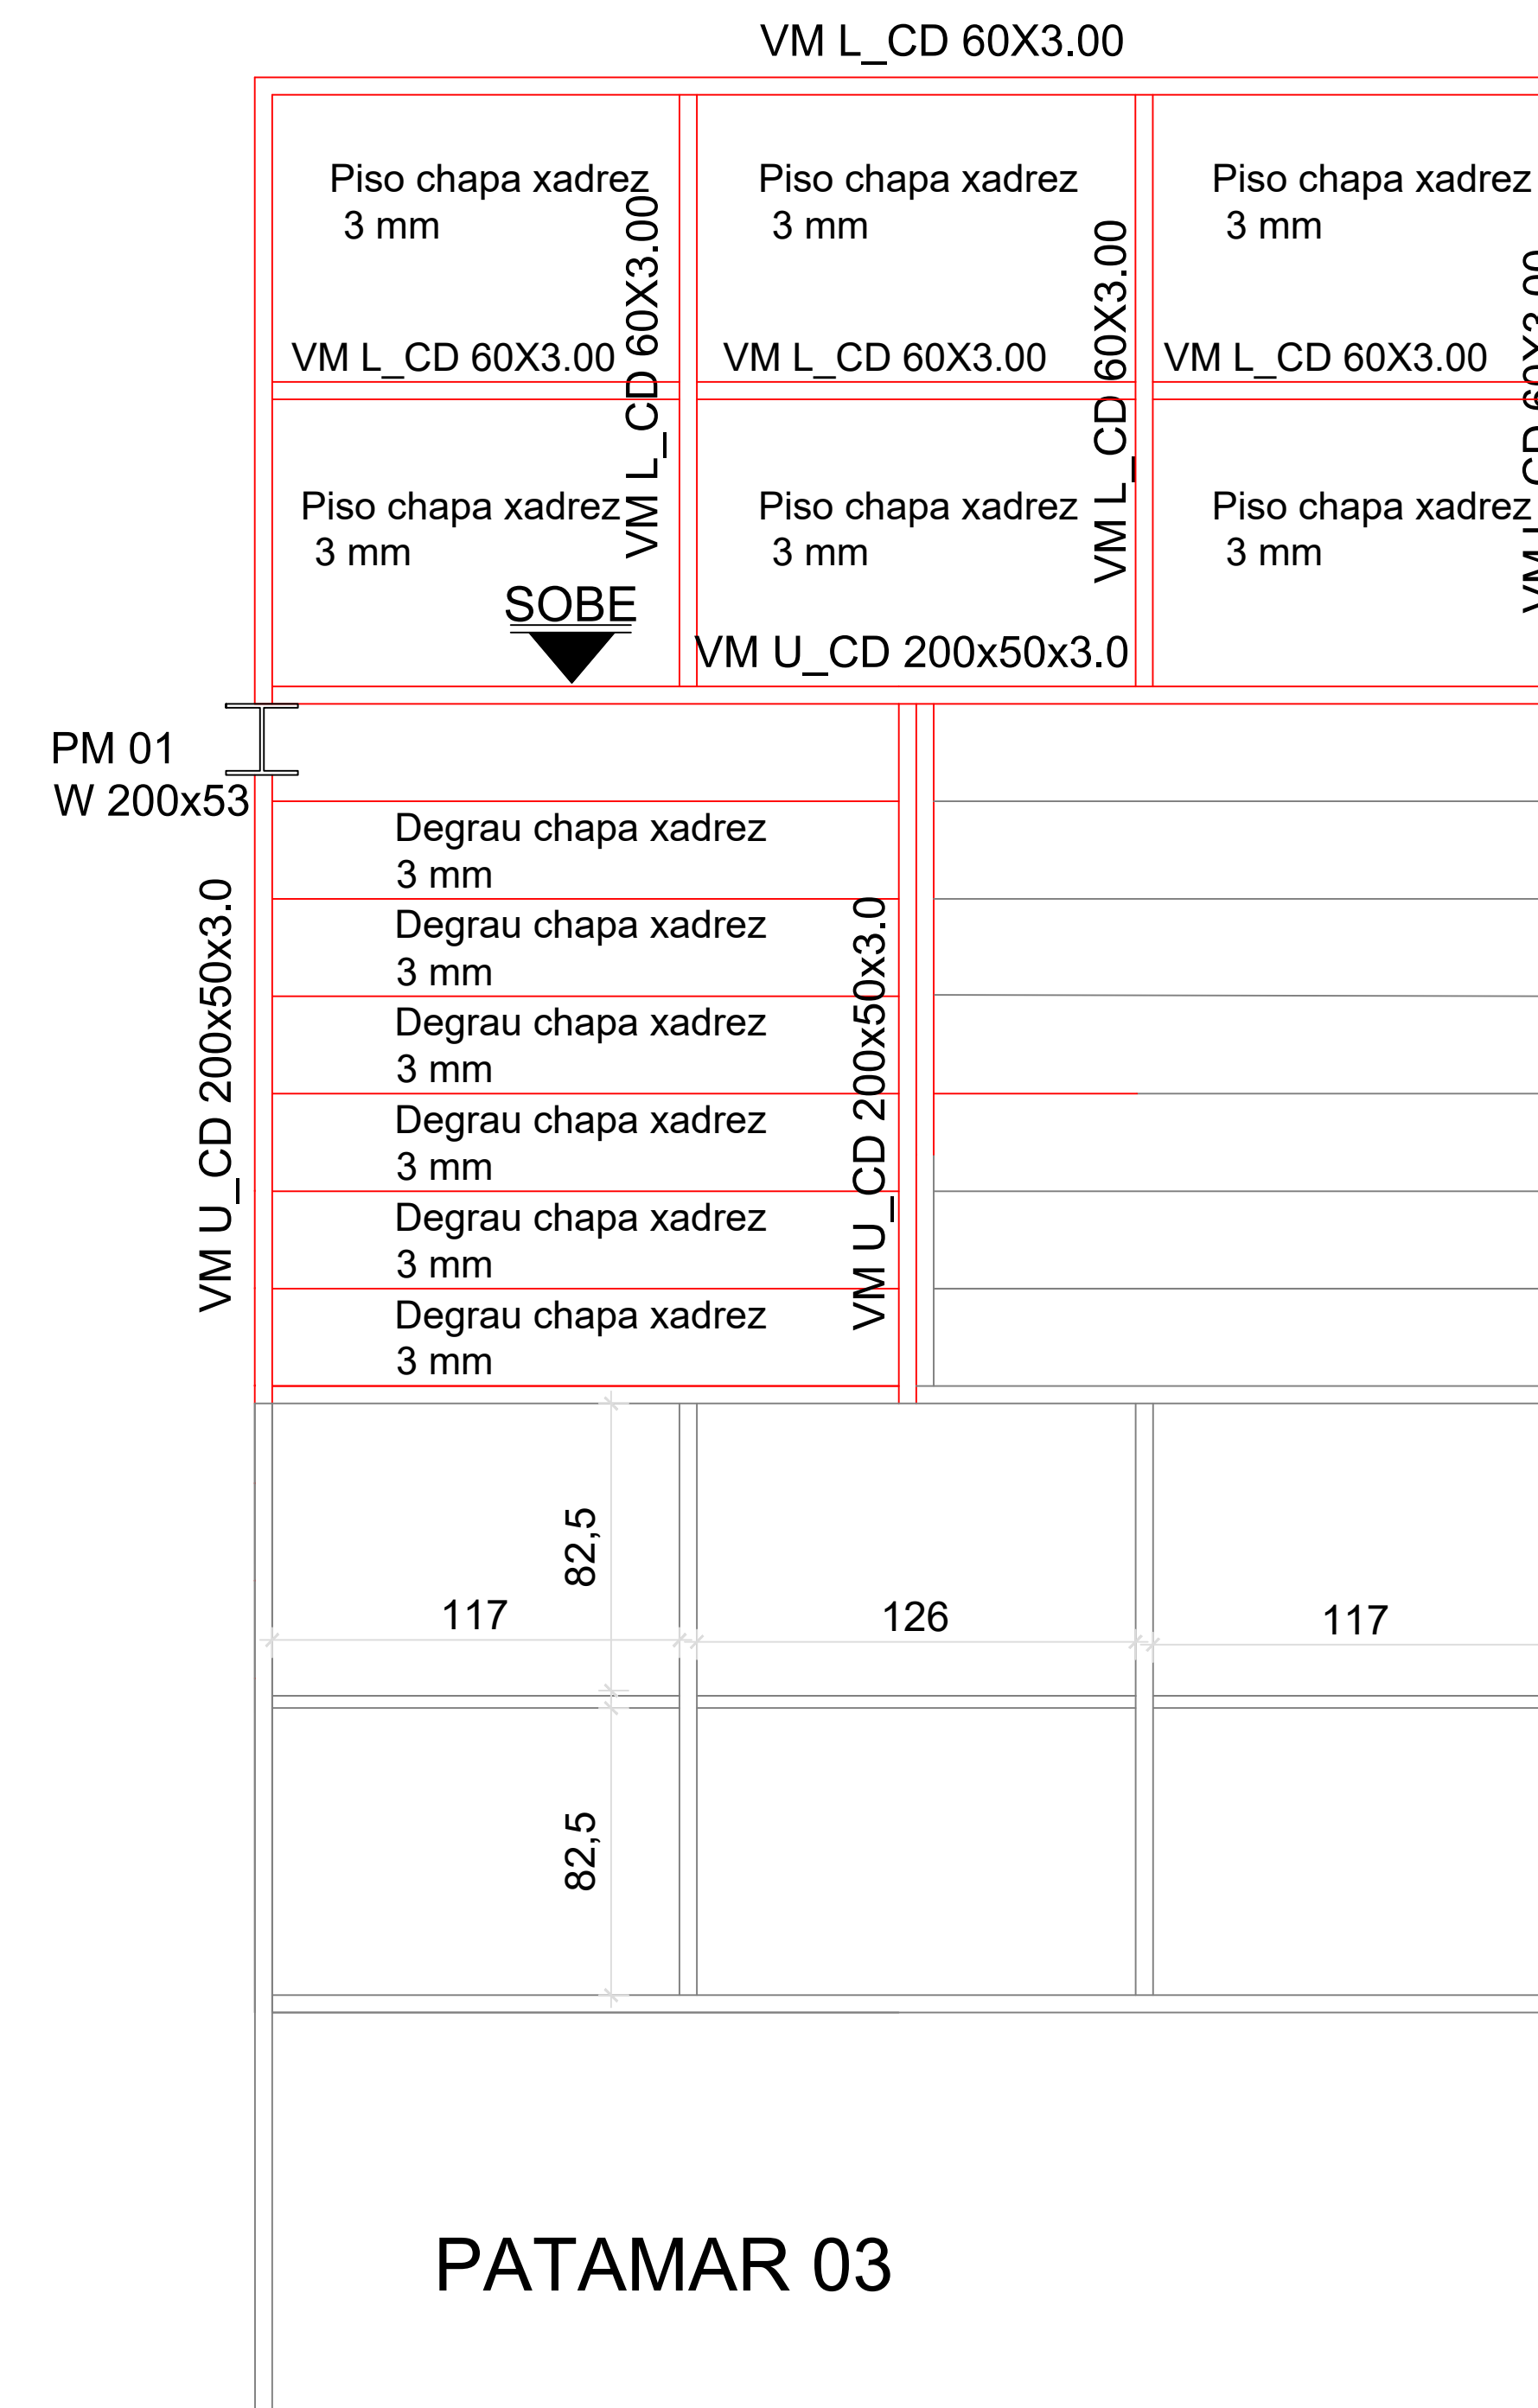 VM L_CD 60X3.00
Piso chapa xadrez
3 mm
Piso chapa xadrez
3 mm
Piso chapa xadrez
3 mm
VM L_CD 60X3.00
VM L_CD 60X3.00
VM L_CD 60X3.00
VM L_CD 60X3.00
VM L_CD 60X3.00
VM L_CD 60X3.00
Piso chapa xadrez
3 mm
Piso chapa xadrez
3 mm
Piso chapa xadrez
3 mm
SOBE
VM U_CD 200x50x3.0
PM 01
W 200x53
Degrau chapa xadrez
3 mm
Degrau chapa xadrez
3 mm
Degrau chapa xadrez
3 mm
Degrau chapa xadrez
3 mm
Degrau chapa xadrez
3 mm
Degrau chapa xadrez
3 mm
VM U_CD 200x50x3.0
VM U_CD 200x50x3.0
82,5
117
126
117
82,5
PATAMAR 03